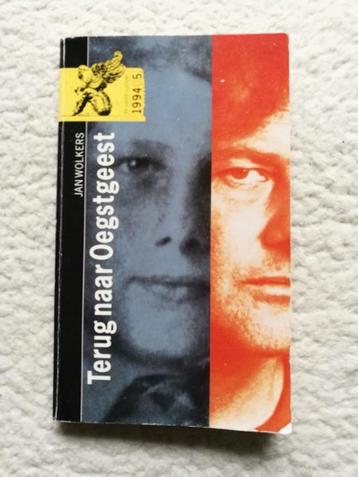 JAN WOLKERS
Terug naar Oegstgeest
1994.5